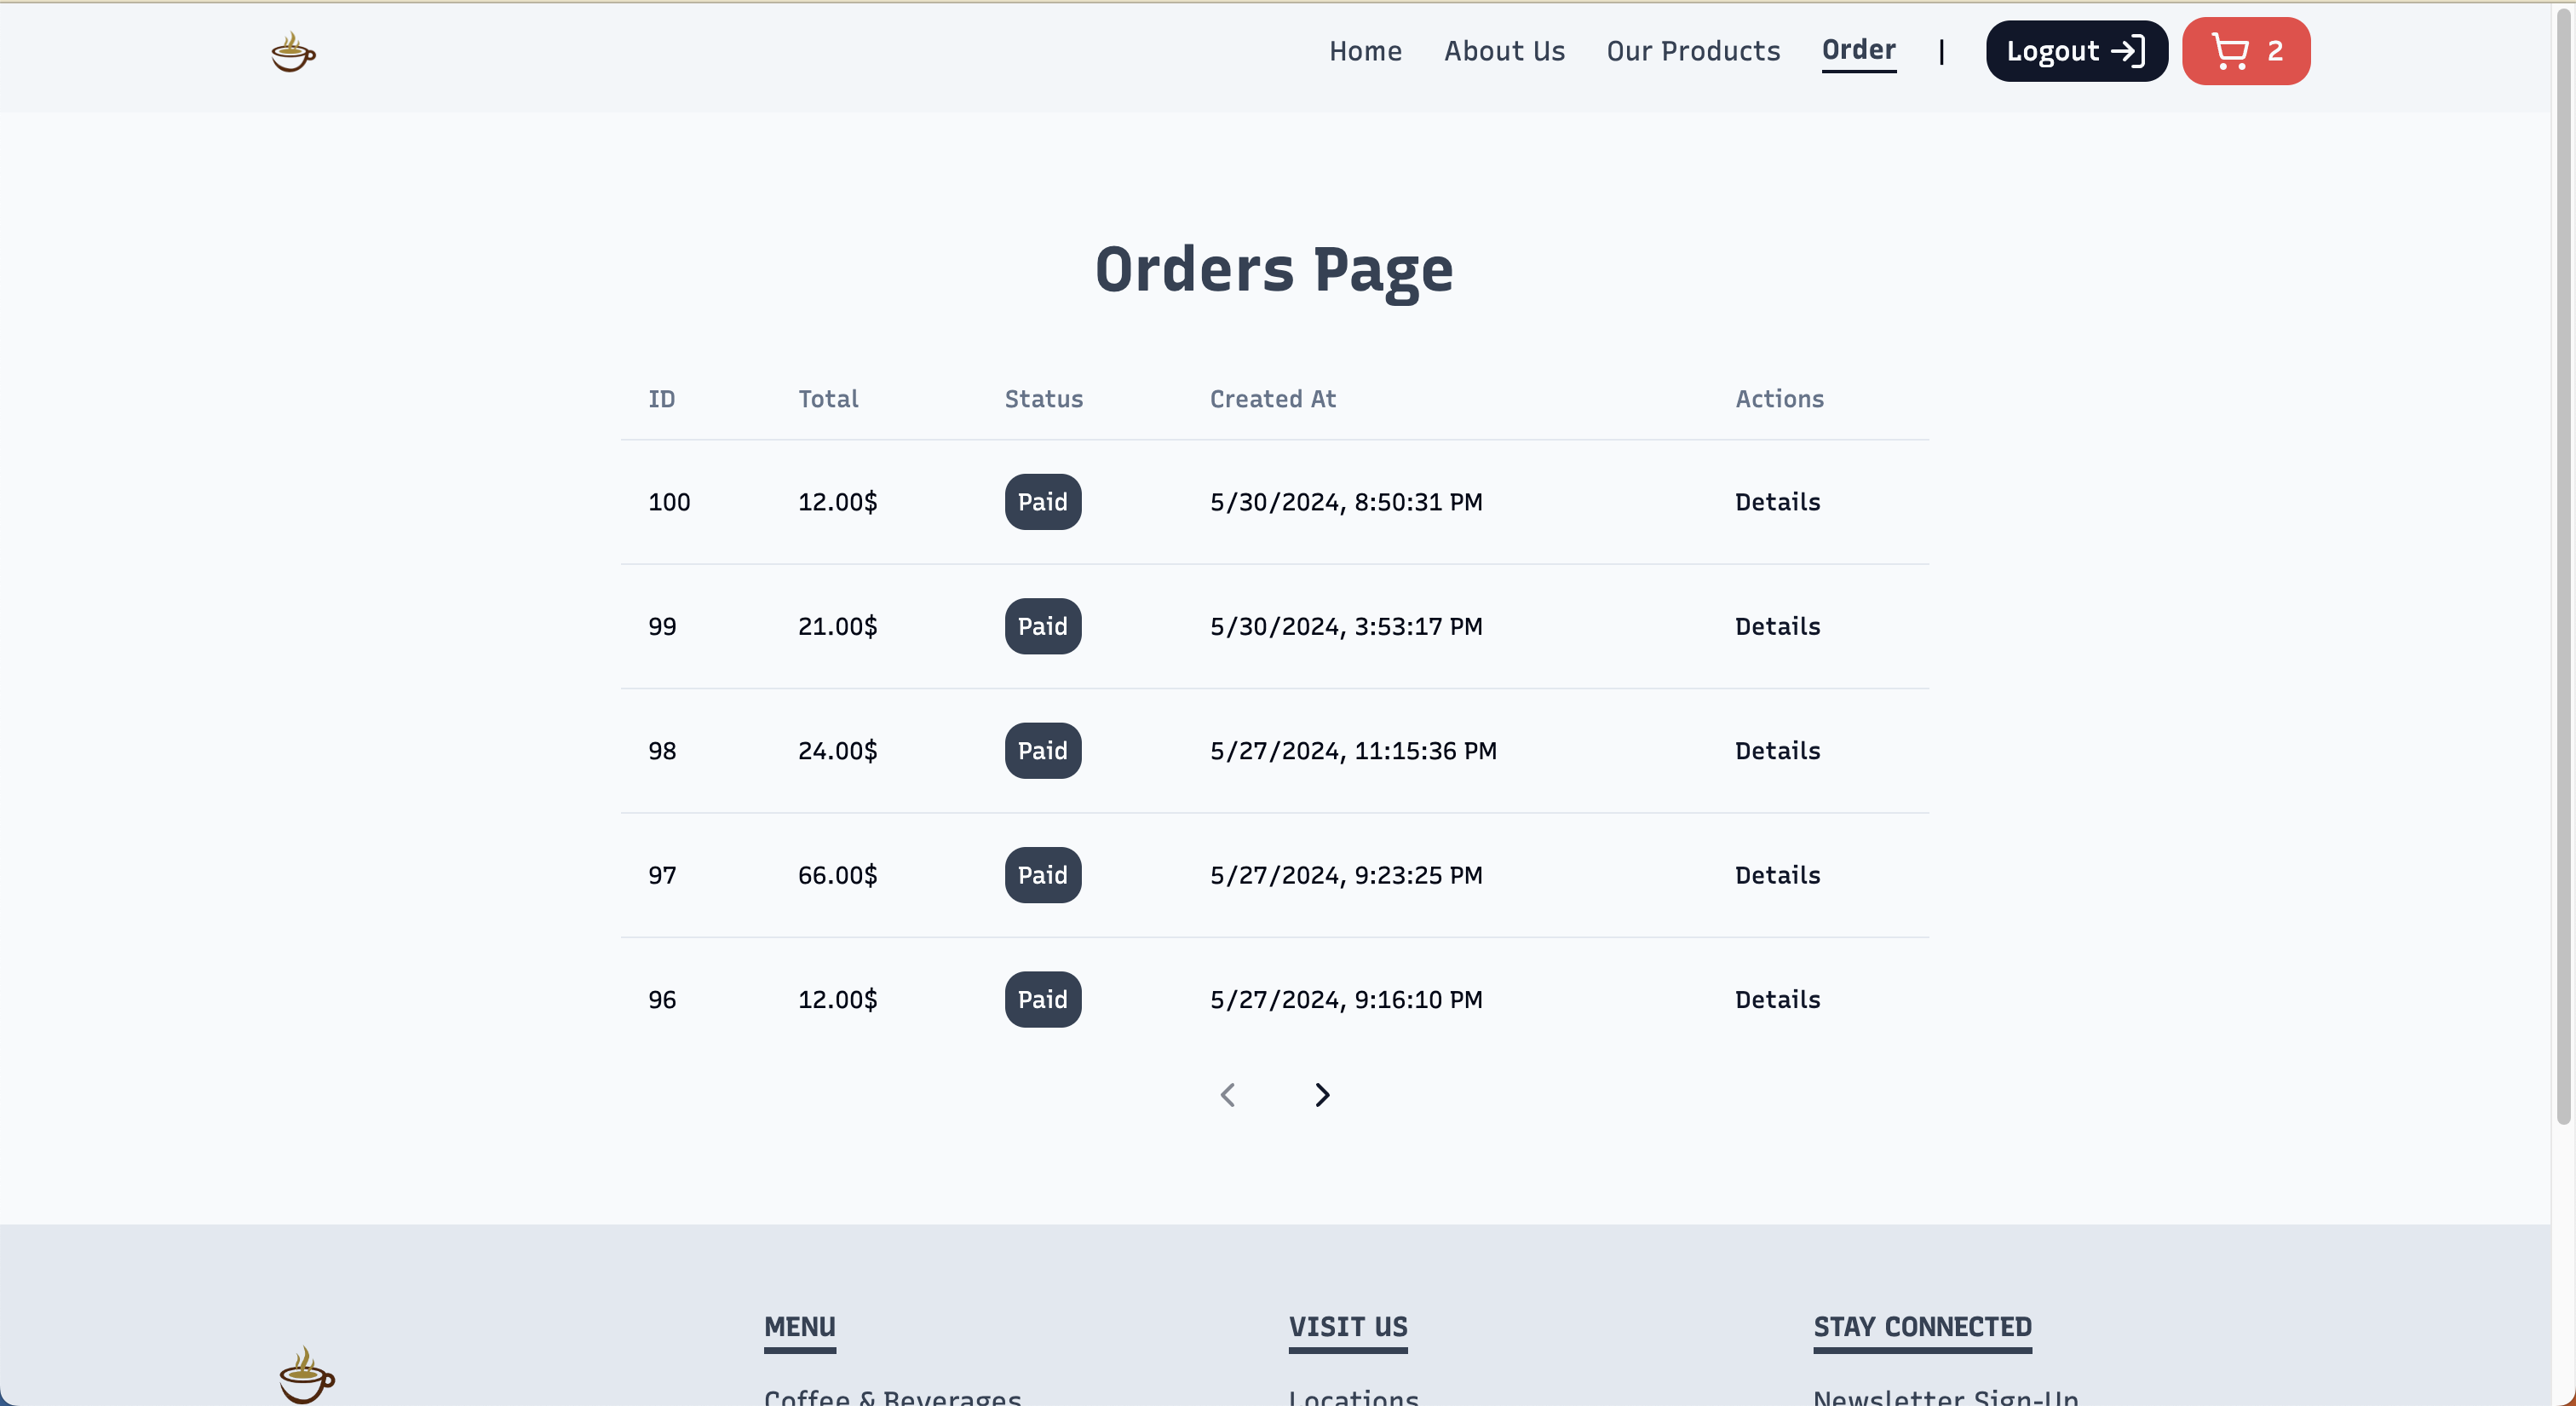 Home About Us Our Products Order | Logout 2
Orders Page
ID Total Status Created At Actions
100 12.00$ Paid 5/30/2024, 8:50:31 PM Details
99 21.00$ Paid 5/30/2024, 3:53:17 PM Details
98 24.00$ Paid 5/27/2024, 11:15:36 PM Details
97 66.00$ Paid 5/27/2024, 9:23:25 PM Details
96 12.00$ Paid 5/27/2024, 9:16:10 PM Details
MENU VISIT US STAY CONNECTED
Coffee & Beverages Locations Newsletter Sign-Up